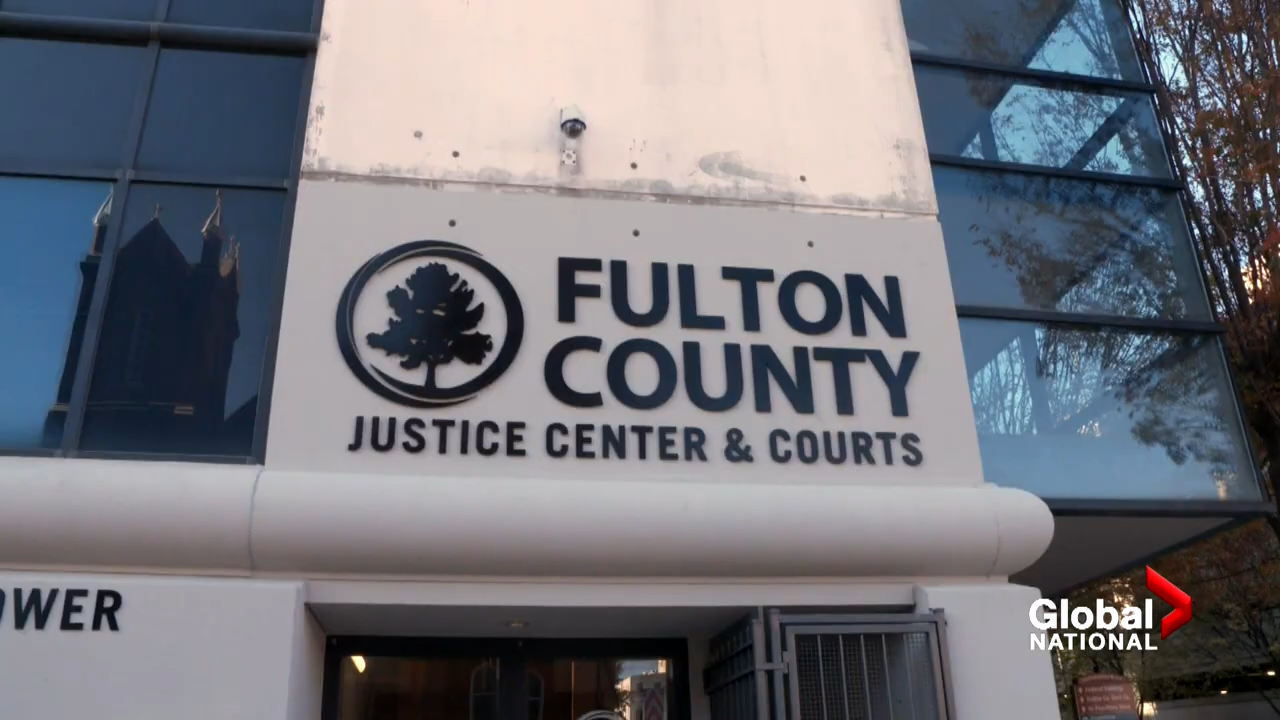 FULTON
COUNTY
JUSTICE CENTER & COURTS
OWER
Global
NATIONAL